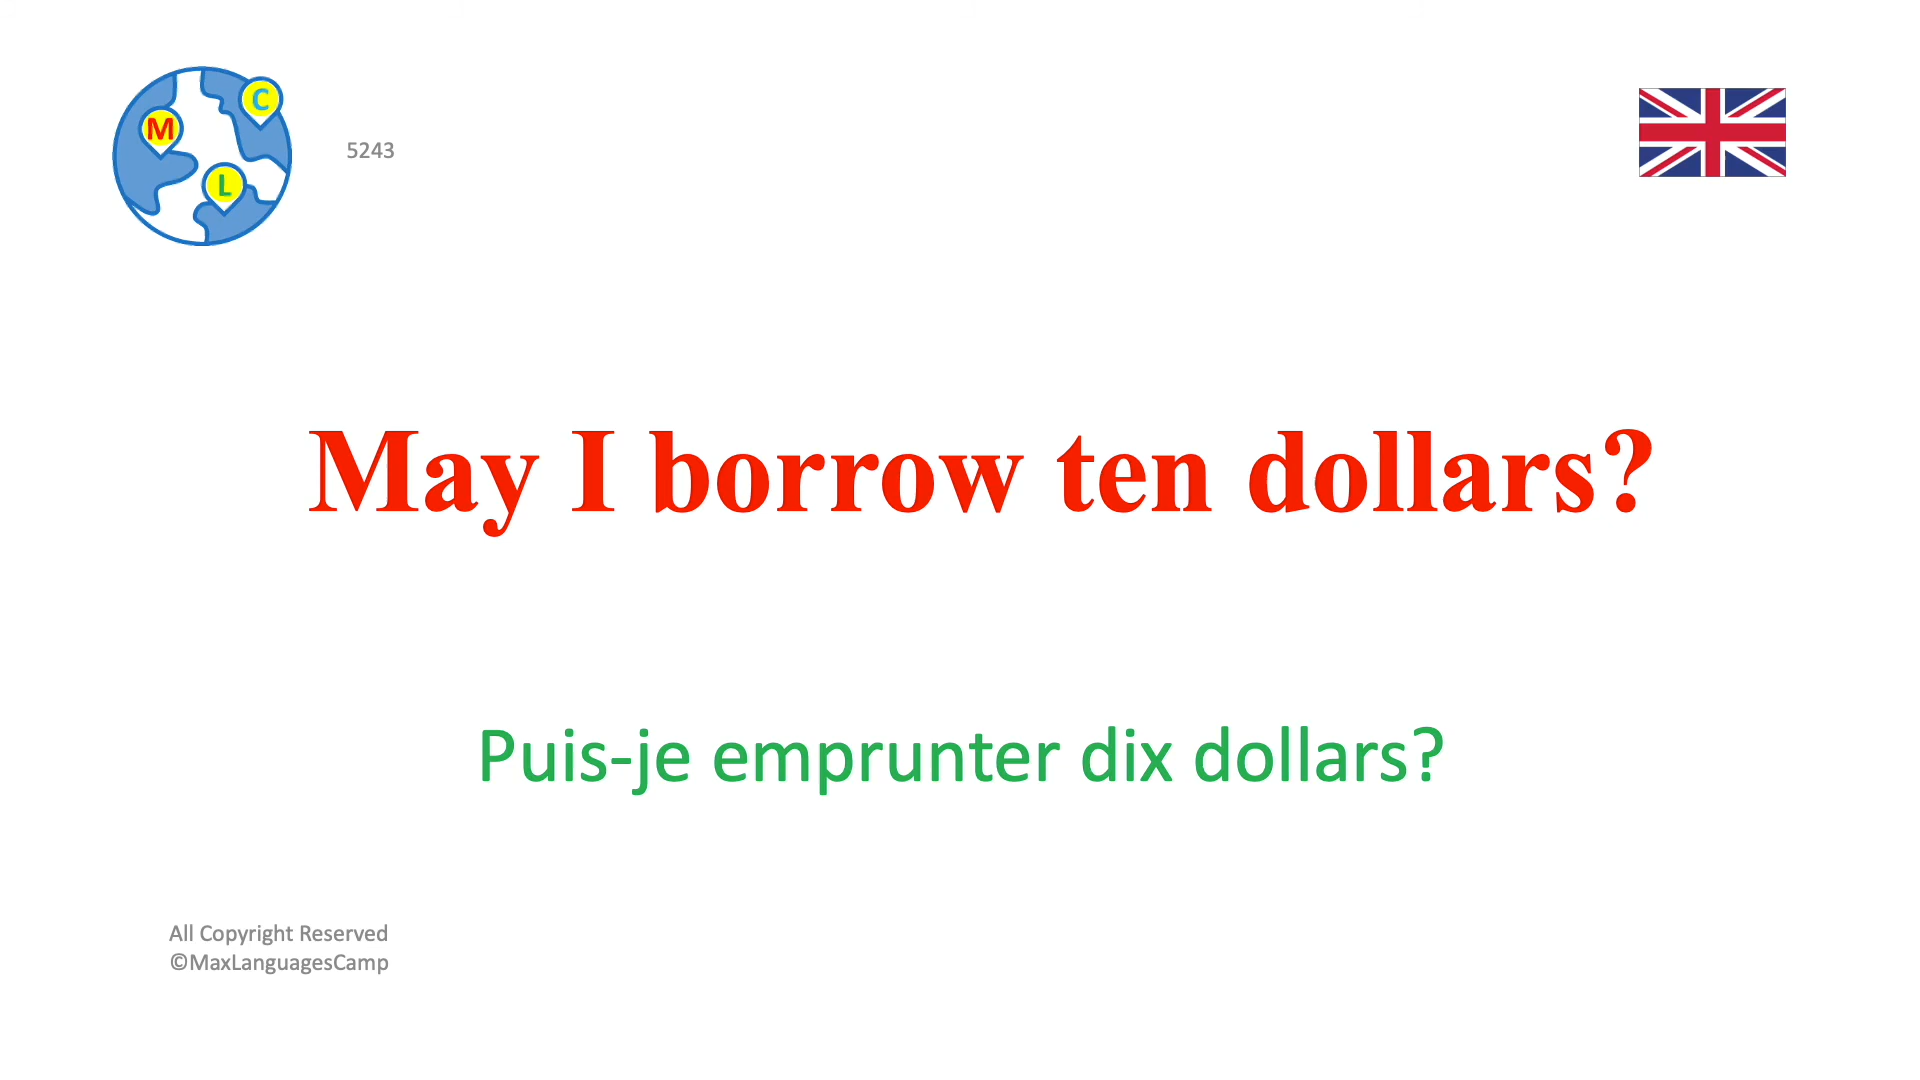 M
C
L
5243
May I borrow ten dollars?
Puis-je emprunter dix dollars?
All Copyright Reserved
©MaxLanguagesCamp